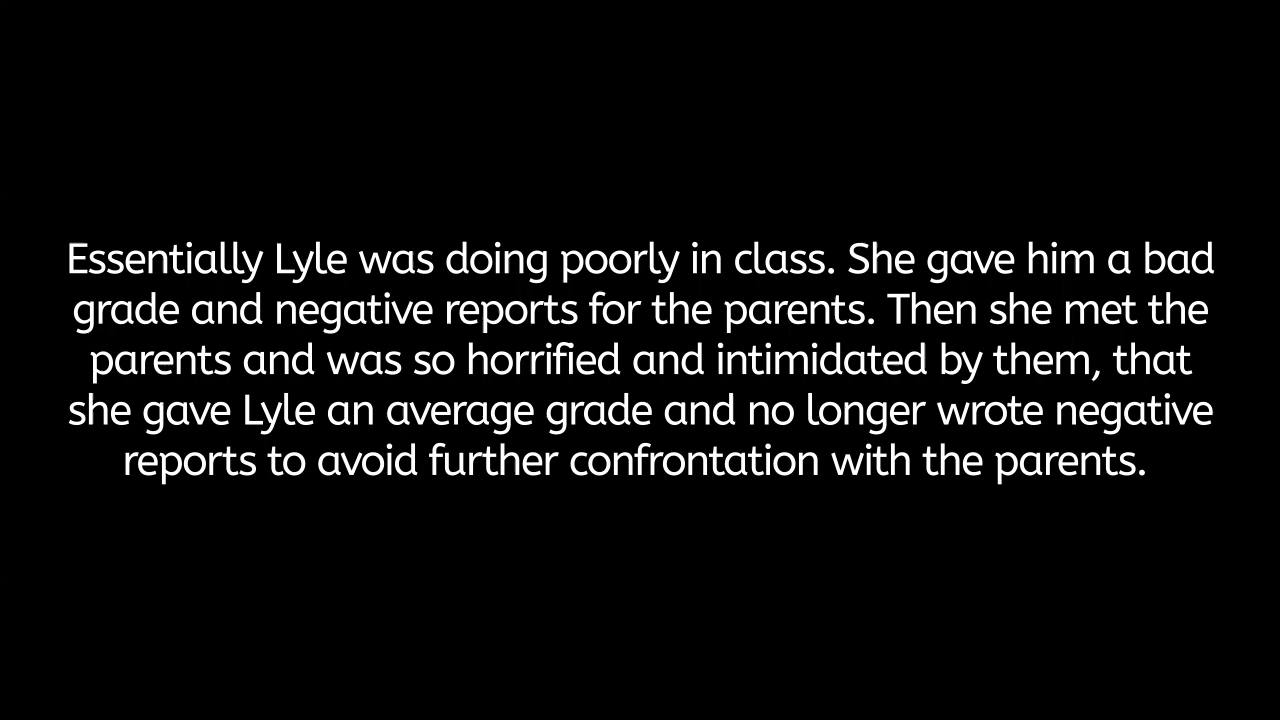 Essentially Lyle was doing poorly in class. She gave him a bad
grade and negative reports for the parents. Then she met the
parents and was so horrified and intimidated by them, that
she gave Lyle an average grade and no longer wrote negative
reports to avoid further confrontation with the parents.